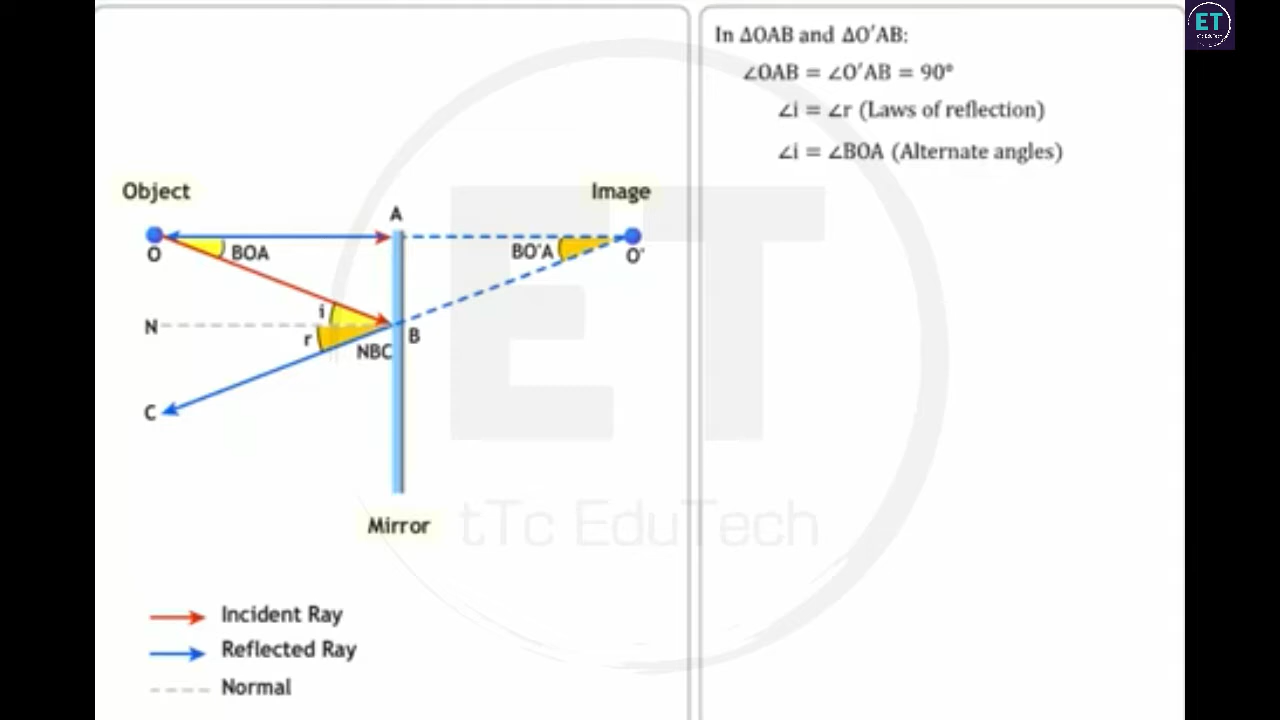 ET
In ΔOAB and ΔO′AB:
∠OAB = ∠O′AB = 90°
∠i = ∠r (Laws of reflection)
∠i = ∠BOA (Alternate angles)
Object
Image
A
O
BOA
BO'A
O'
i
N
r
B
NBC
C
Mirror
ET
tTc EduTech
Incident Ray
Reflected Ray
Normal